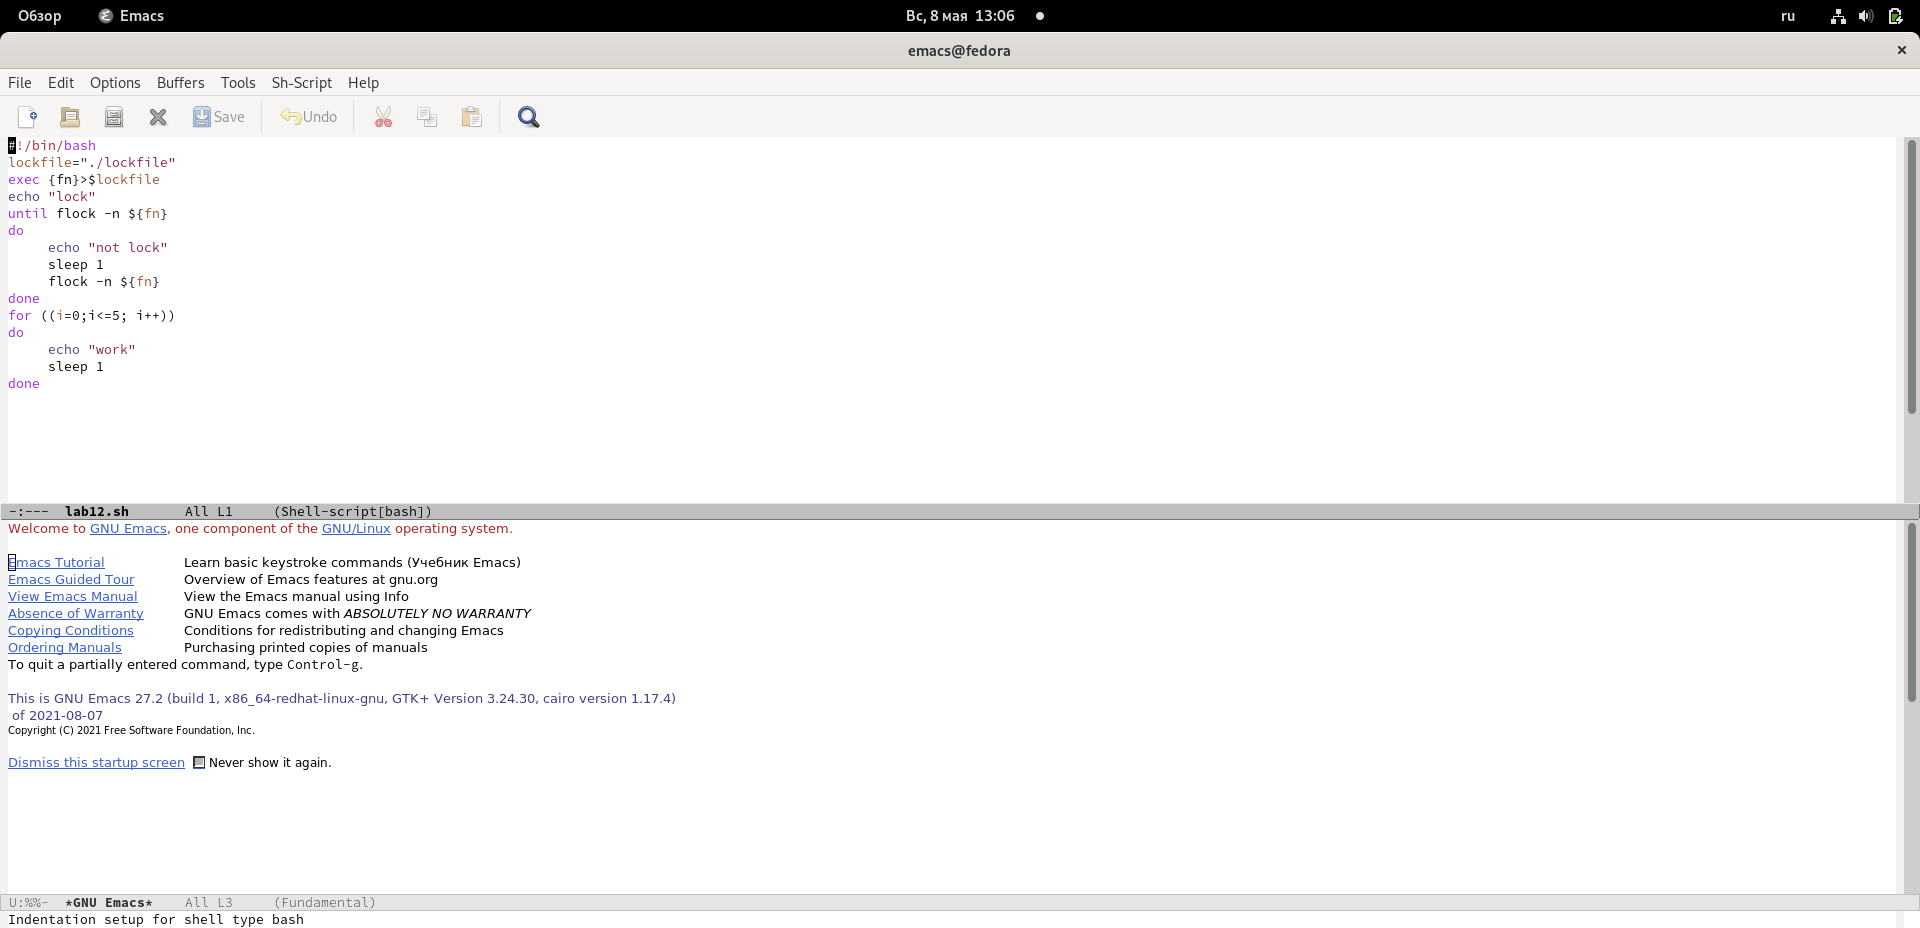 Обзор Emacs Вс, 8 мая 13:06 ru
emacs@fedora
File Edit Options Buffers Tools Sh-Script Help
Save Undo
#!/bin/bash
lockfile="./lockfile"
exec {fn}>$lockfile
echo "lock"
until flock -n ${fn}
do
     echo "not lock"
     sleep 1
     flock -n ${fn}
done
for ((i=0;i<=5; i++))
do
     echo "work"
     sleep 1
done
-:---  lab12.sh       All L1     (Shell-script[bash])
Welcome to GNU Emacs, one component of the GNU/Linux operating system.
Emacs Tutorial Learn basic keystroke commands (Учебник Emacs)
Emacs Guided Tour Overview of Emacs features at gnu.org
View Emacs Manual View the Emacs manual using Info
Absence of Warranty GNU Emacs comes with ABSOLUTELY NO WARRANTY
Copying Conditions Conditions for redistributing and changing Emacs
Ordering Manuals Purchasing printed copies of manuals
To quit a partially entered command, type Control-g.
This is GNU Emacs 27.2 (build 1, x86_64-redhat-linux-gnu, GTK+ Version 3.24.30, cairo version 1.17.4)
 of 2021-08-07
Copyright (C) 2021 Free Software Foundation, Inc.
Dismiss this startup screen Never show it again.
U:%%-  *GNU Emacs*    All L3     (Fundamental)
Indentation setup for shell type bash